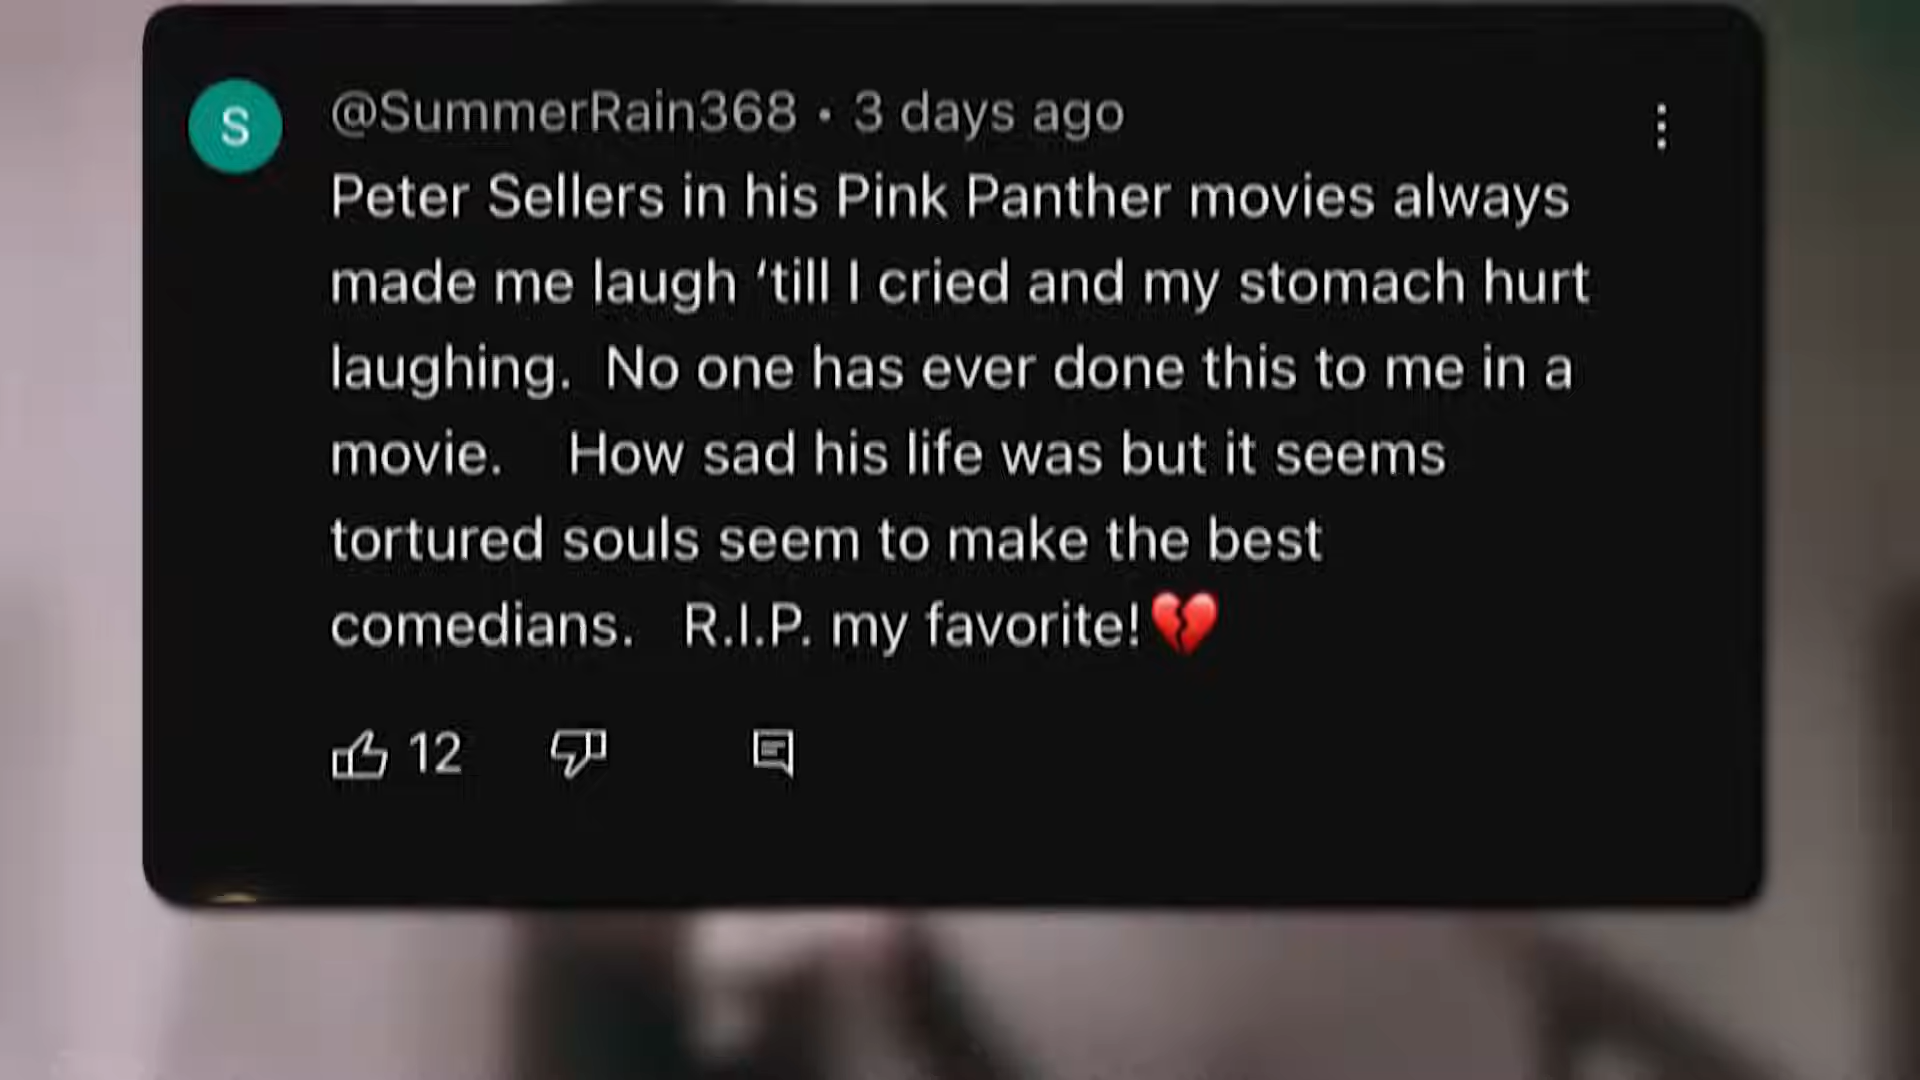 S
@SummerRain368 • 3 days ago
Peter Sellers in his Pink Panther movies always
made me laugh ‘till I cried and my stomach hurt
laughing.  No one has ever done this to me in a
movie.    How sad his life was but it seems
tortured souls seem to make the best
comedians.   R.I.P. my favorite!💔
12